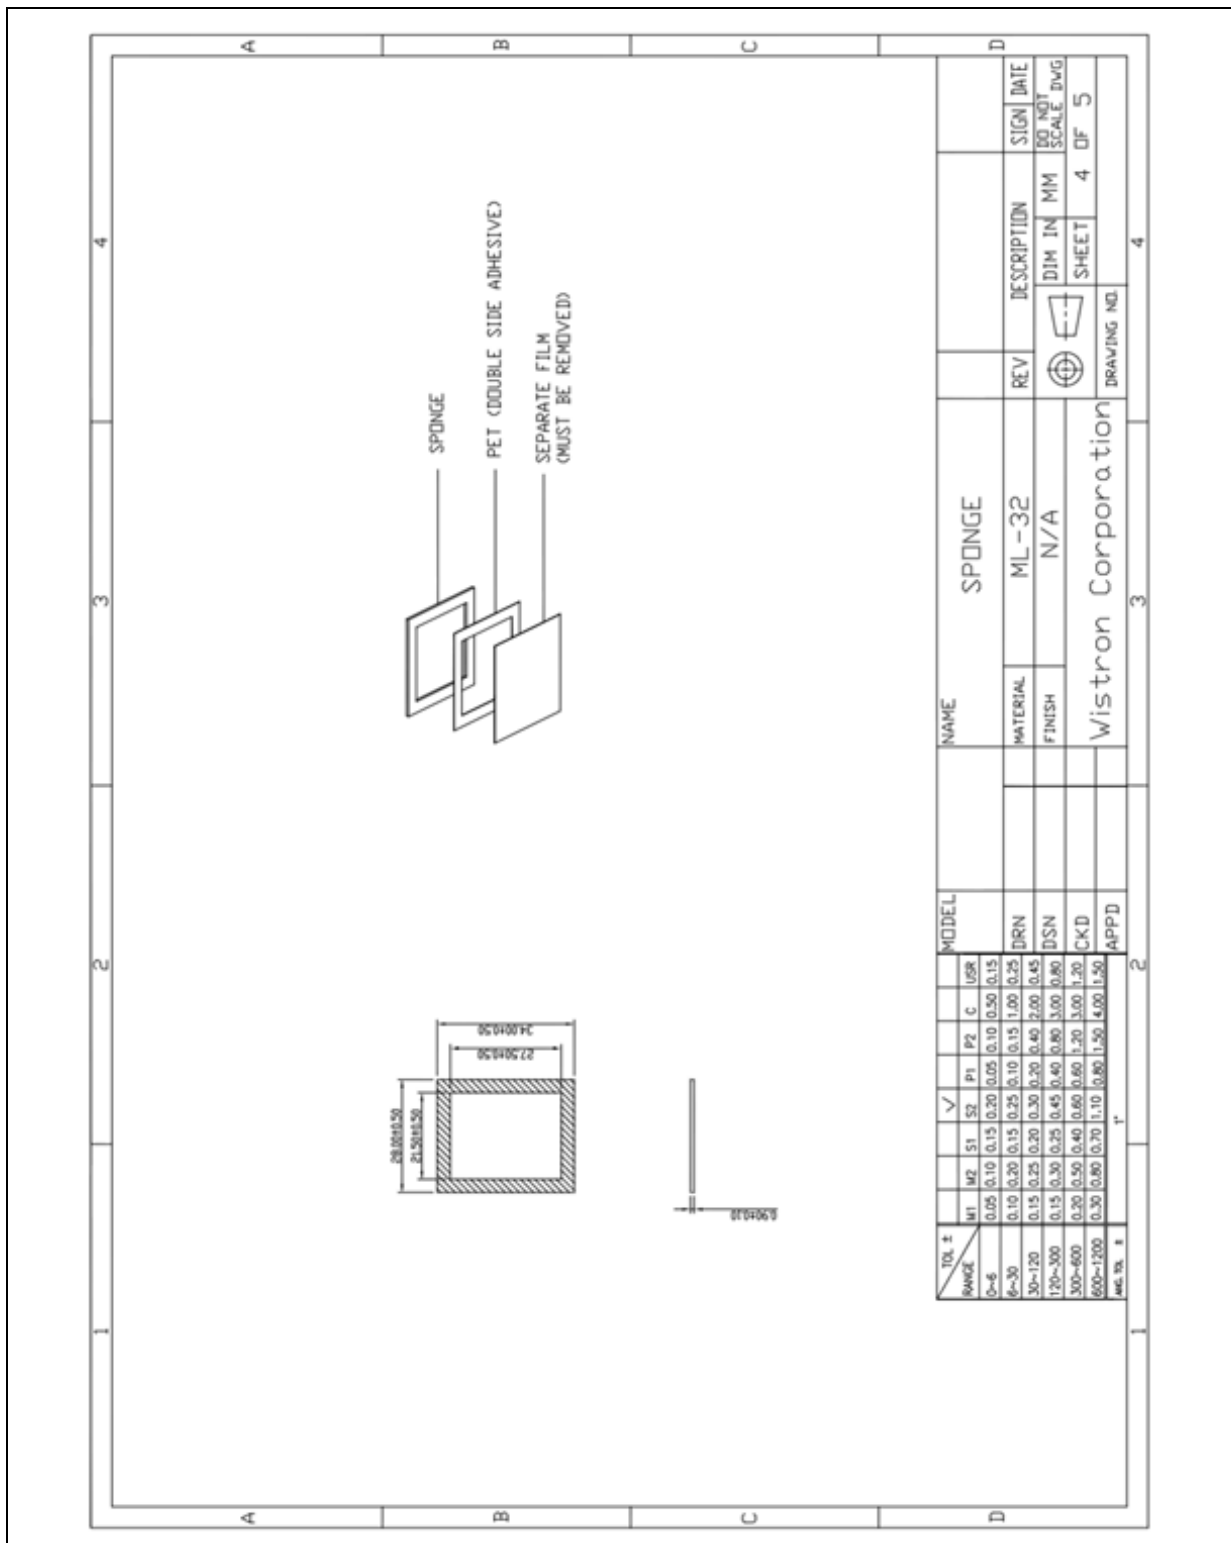 1
2
3
4
A
B
C
D
SPONGE
PET (DOUBLE SIDE ADHESIVE)
SEPARATE FILM
(MUST BE REMOVED)
28.00±0.50
21.50±0.50
27.50±0.50
34.00±0.50
0.90±0.10
TOL ±
RANGE M1 M2 S1 S2 P1 P2 C USR
0~6 0.05 0.10 0.15 0.20 0.05 0.10 0.50 0.15
6~30 0.10 0.20 0.15 0.25 0.10 0.15 1.00 0.25
30~120 0.15 0.25 0.20 0.30 0.20 0.40 2.00 0.45
120~300 0.15 0.30 0.25 0.45 0.40 0.80 3.00 0.80
300~600 0.20 0.50 0.40 0.60 0.60 1.20 3.00 1.20
600~1200 0.30 0.80 0.70 1.10 0.80 1.50 4.00 1.50
ANG. TOL ± 1°
MODEL
DRN
DSN
CKD
APPD
NAME
SPONGE
MATERIAL ML-32
FINISH N/A
Wistron Corporation
REV DESCRIPTION SIGN DATE
DIM IN MM DO NOT
SCALE DWG
SHEET 4 OF 5
DRAWING NO.
A
B
C
D
1
2
3
4